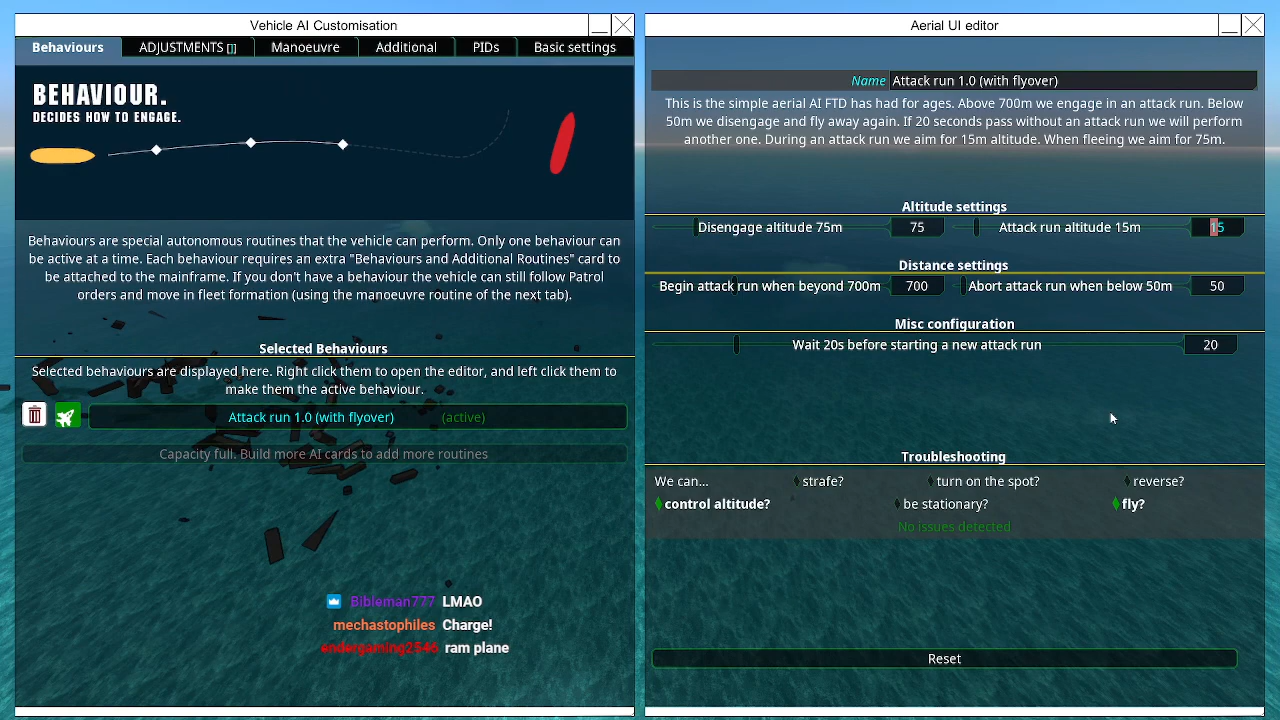 Vehicle AI Customisation
Behaviours
ADJUSTMENTS []
Manoeuvre
Additional
PIDs
Basic settings
BEHAVIOUR.
DECIDES HOW TO ENGAGE.
Behaviours are special autonomous routines that the vehicle can perform. Only one behaviour can
be active at a time. Each behaviour requires an extra "Behaviours and Additional Routines" card to
be attached to the mainframe. If you don't have a behaviour the vehicle can still follow Patrol
orders and move in fleet formation (using the manoeuvre routine of the next tab).
Selected Behaviours
Selected behaviours are displayed here. Right click them to open the editor, and left click them to
make them the active behaviour.
Attack run 1.0 (with flyover) (active)
Capacity full. Build more AI cards to add more routines
Bibleman777 LMAO
mechastophiles Charge!
endergaming2546 ram plane
Aerial UI editor
Name Attack run 1.0 (with flyover)
This is the simple aerial AI FTD has had for ages. Above 700m we engage in an attack run. Below
50m we disengage and fly away again. If 20 seconds pass without an attack run we will perform
another one. During an attack run we aim for 15m altitude. When fleeing we aim for 75m.
Altitude settings
Disengage altitude 75m 75 Attack run altitude 15m 15
Distance settings
Begin attack run when beyond 700m 700 Abort attack run when below 50m 50
Misc configuration
Wait 20s before starting a new attack run 20
Troubleshooting
We can... strafe? turn on the spot? reverse?
control altitude? be stationary? fly?
No issues detected
Reset